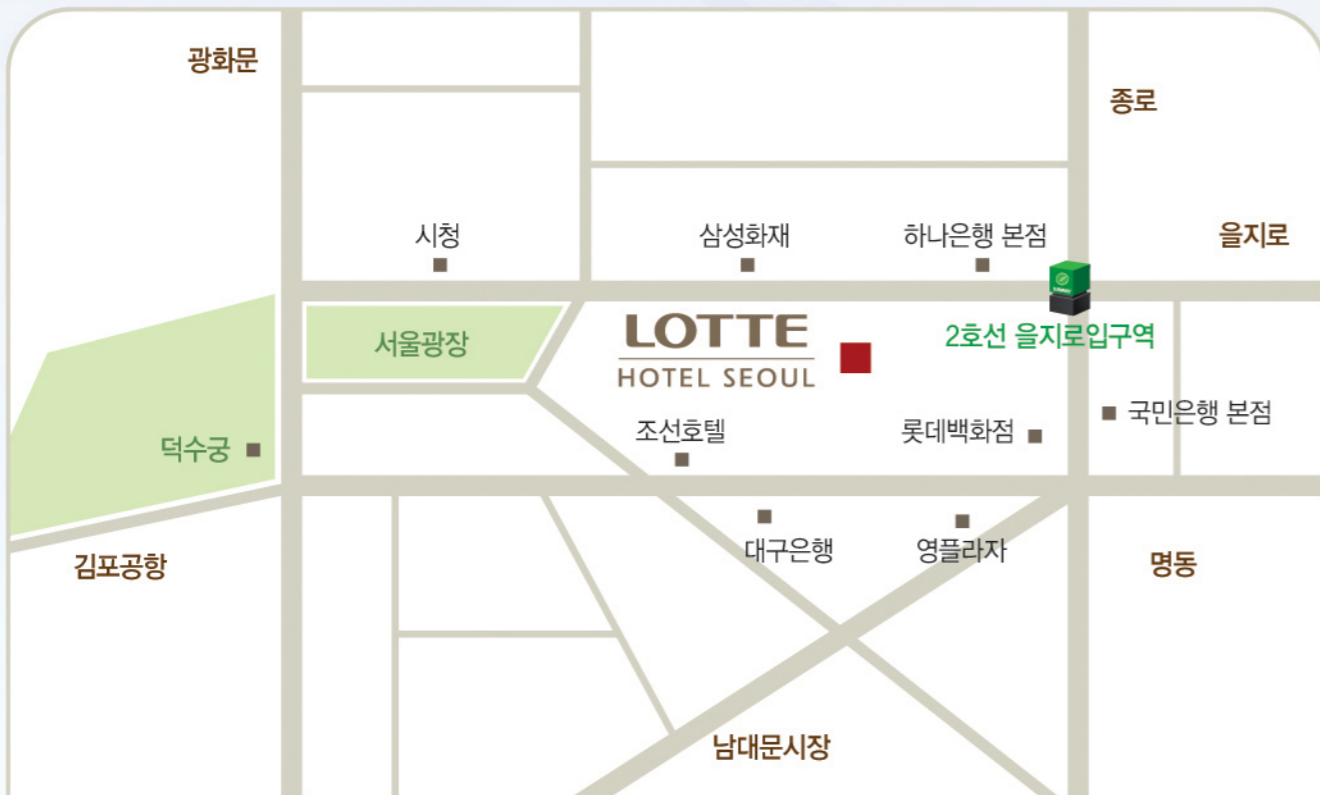 광화문
종로
시청
삼성화재
하나은행 본점
을지로
LOTTE
HOTEL SEOUL
2호선 을지로입구역
서울광장
조선호텔
롯데백화점
국민은행 본점
덕수궁
대구은행
영플라자
김포공항
명동
남대문시장